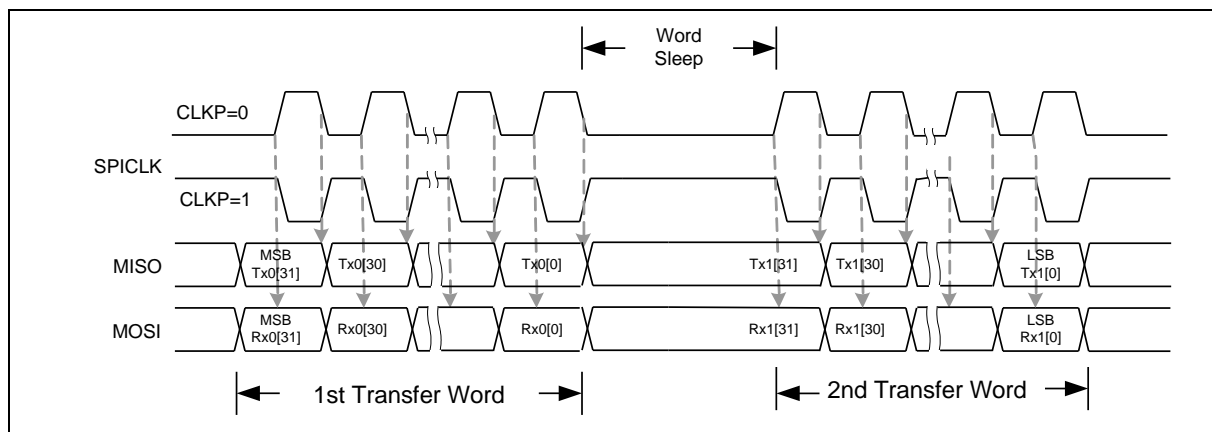 Word
Sleep
CLKP=0
SPICLK
CLKP=1
MISO
MSB
Tx0[31]
Tx0[30]
Tx0[0]
Tx1[31]
Tx1[30]
LSB
Tx1[0]
MOSI
MSB
Rx0[31]
Rx0[30]
Rx0[0]
Rx1[31]
Rx1[30]
LSB
Rx1[0]
1st Transfer Word
2nd Transfer Word